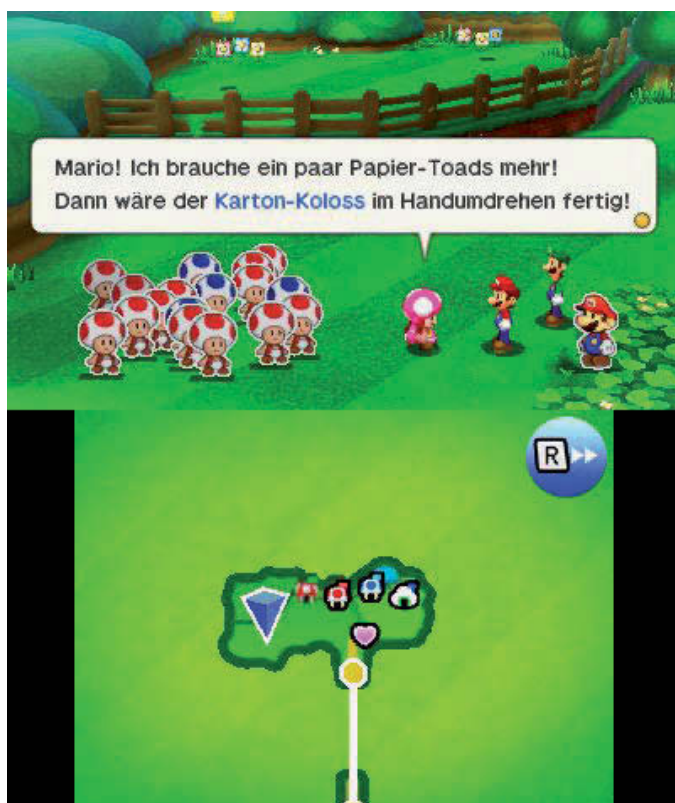 Mario! Ich brauche ein paar Papier-Toads mehr!
Dann wäre der Karton-Koloss im Handumdrehen fertig!
R